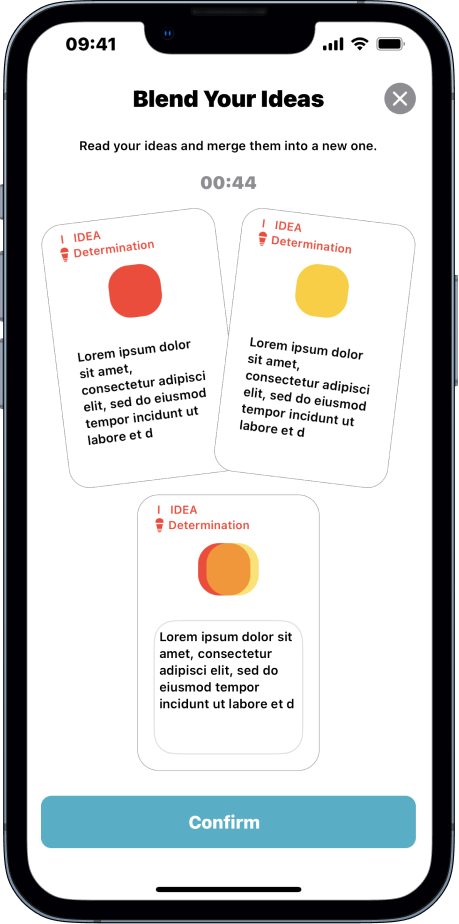 09:41
Blend Your Ideas
Read your ideas and merge them into a new one.
00:44
I IDEA
Determination
Lorem ipsum dolor
sit amet,
consectetur adipisci
elit, sed do eiusmod
tempor incidunt ut
labore et d
I IDEA
Determination
Lorem ipsum dolor
sit amet,
consectetur adipisci
elit, sed do eiusmod
tempor incidunt ut
labore et d
I IDEA
Determination
Lorem ipsum dolor sit
amet, consectetur
adipisci elit, sed do
eiusmod tempor
incidunt ut labore et d
Confirm